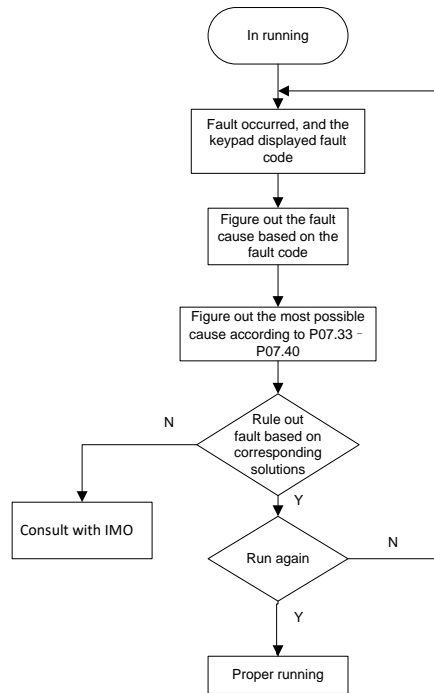 In running
Fault occurred, and the
keypad displayed fault
code
Figure out the fault
cause based on the
fault code
Figure out the most possible
cause according to P07.33 -
P07.40
N
Rule out
fault based on
corresponding
solutions
Y
Consult with IMO
Run again
N
Y
Proper running